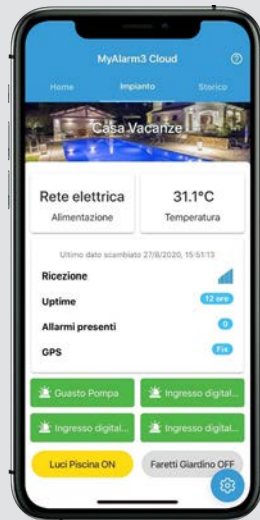 MyAlarm3 Cloud
Home Impianto Storico
Casa Vacanze
Rete elettrica
Alimentazione
31.1°C
Temperatura
Ultimo dato scambiato 27/8/2020, 15:51:13
Ricezione
Uptime 12 ore
Allarmi presenti 0
GPS Fix
Guasto Pompa Ingresso digital...
Ingresso digital... Ingresso digital...
Luci Piscina ON Faretti Giardino OFF